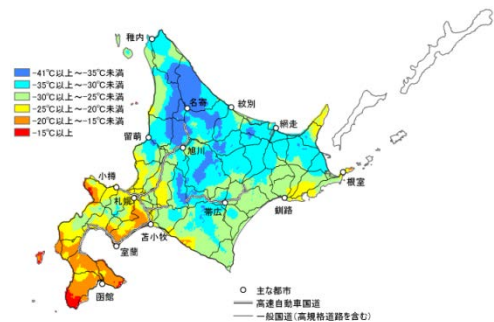 稚内
-41℃以上~-35℃未満
-35℃以上~-30℃未満
-30℃以上~-25℃未満
-25℃以上~-20℃未満
-20℃以上~-15℃未満
-15℃以上
名寄
紋別
網走
留萌
旭川
小樽
札幌
根室
帯広
釧路
苫小牧
室蘭
函館
主な都市
高速自動車国道
一般国道(高規格道路を含む)